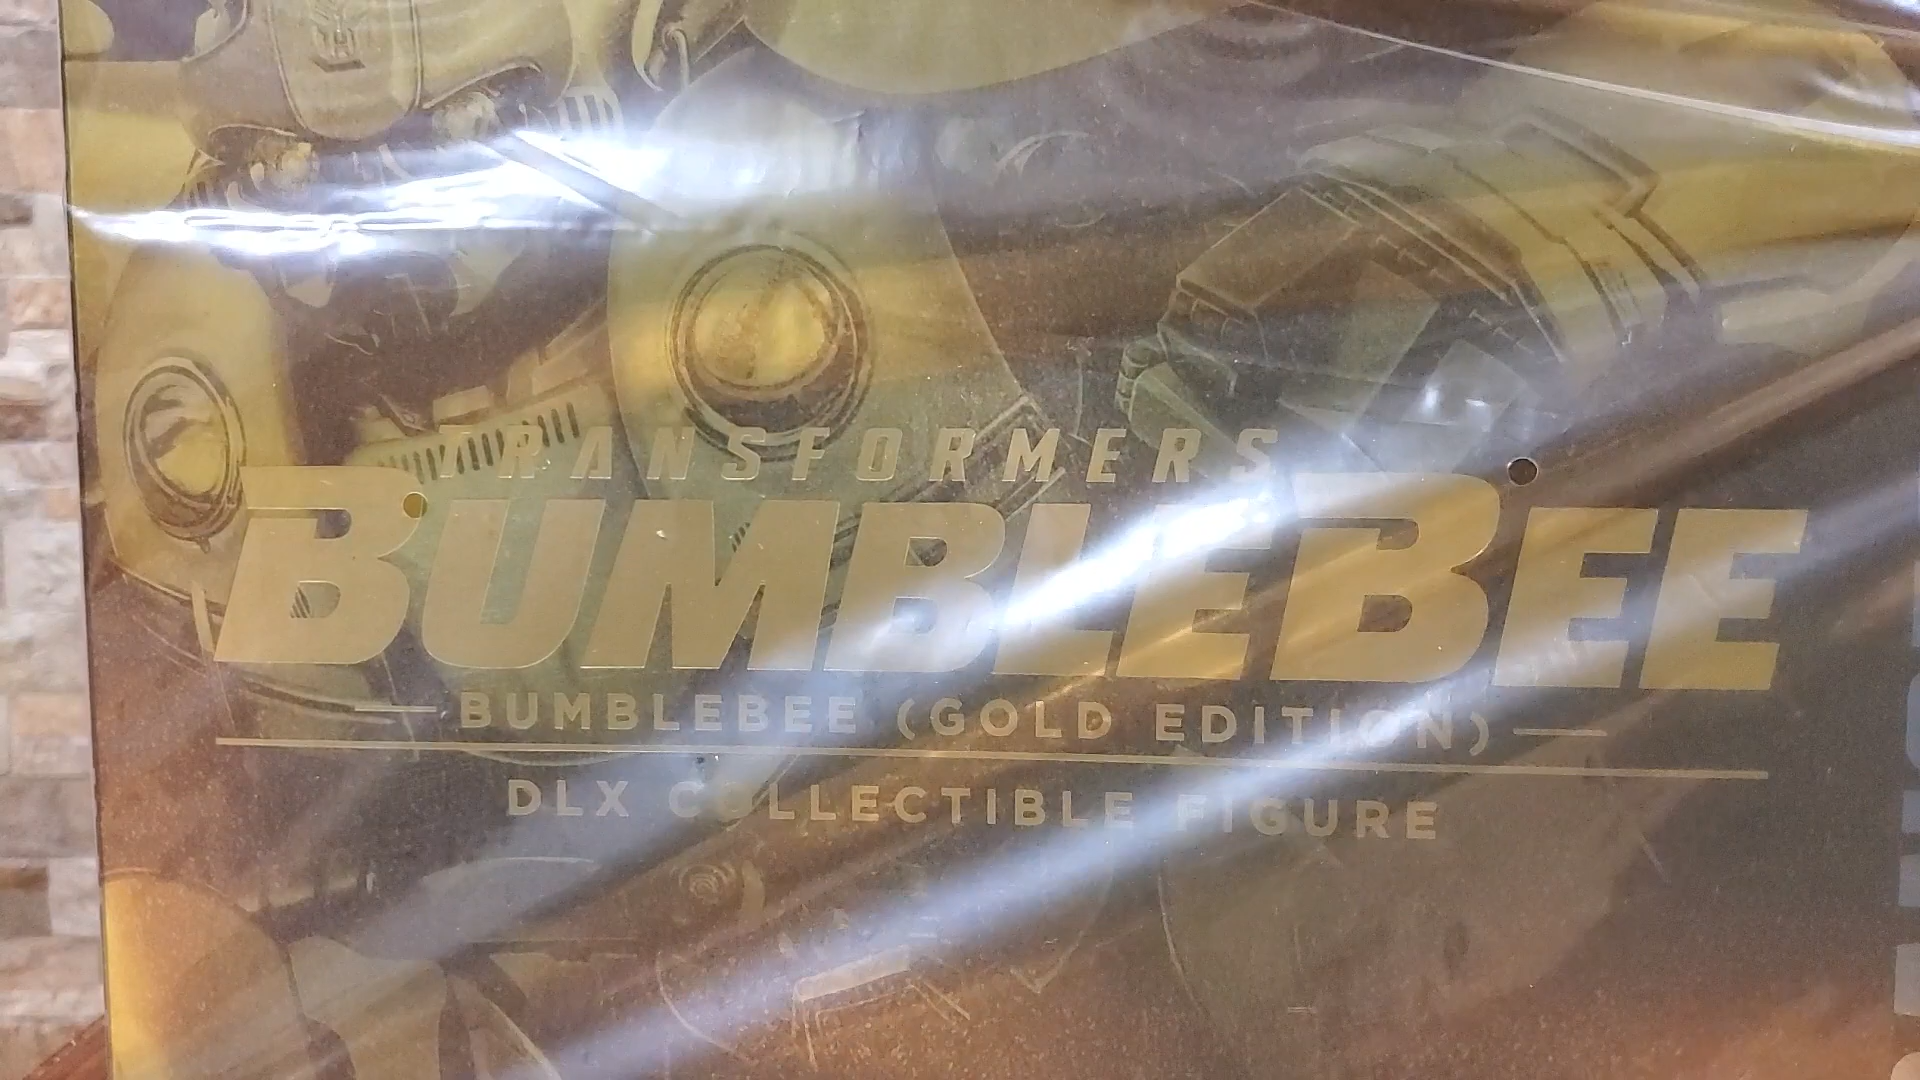 TRANSFORMERS
BUMBLEBEE
BUMBLEBEE (GOLD EDITION)
DLX COLLECTIBLE FIGURE